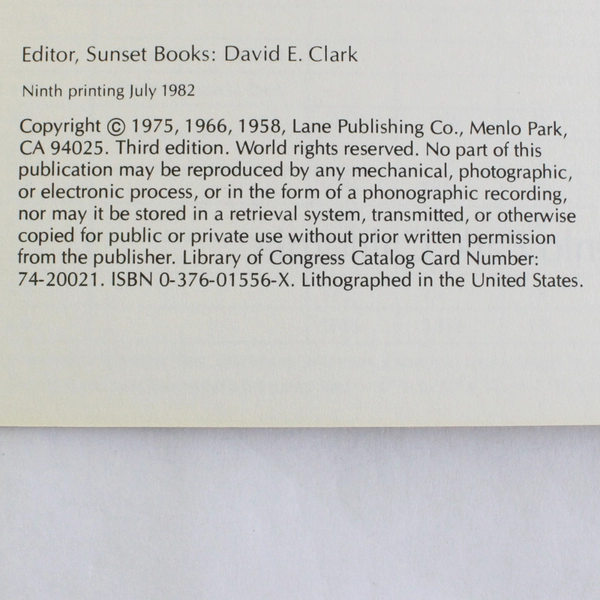 Editor, Sunset Books: David E. Clark
Ninth printing July 1982
Copyright © 1975, 1966, 1958, Lane Publishing Co., Menlo Park,
CA 94025. Third edition. World rights reserved. No part of this
publication may be reproduced by any mechanical, photographic,
or electronic process, or in the form of a phonographic recording,
nor may it be stored in a retrieval system, transmitted, or otherwise
copied for public or private use without prior written permission
from the publisher. Library of Congress Catalog Card Number:
74-20021. ISBN 0-376-01556-X. Lithographed in the United States.